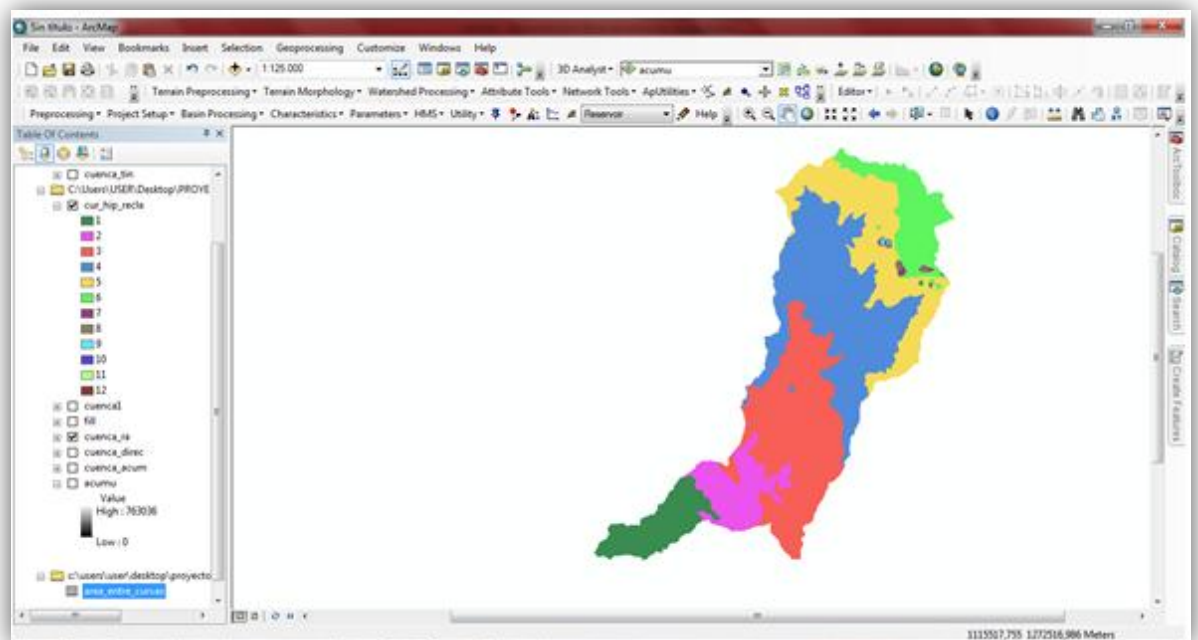 Sin título - ArcMap
File Edit View Bookmarks Insert Selection Geoprocessing Customize Windows Help
1:125.000 3D Analyst acumu
Terrain Preprocessing Terrain Morphology Watershed Processing Attribute Tools Network Tools ApUtilities Editor
Preprocessing Project Setup Basin Processing Characteristics Parameters HMS Utility Reservoir Help
Table Of Contents
cuenca_tin
C:\Users\USER\Desktop\PROYE
cur_hip_recla
1
2
3
4
5
6
7
8
9
10
11
12
cuenca1
fill
cuenca_ra
cuenca_direc
cuenca_acum
acumu
Value
High : 763036
Low : 0
c:\users\user\desktop\proyecto
area_entre_curvas
ArcToolbox
Catalog
Search
Create Features
1115517,755 1272516,986 Meters